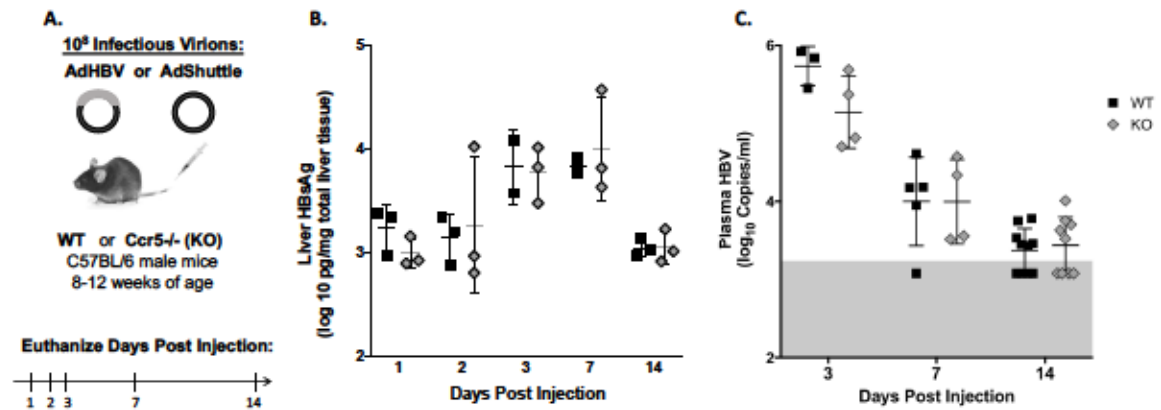 A.
10⁸ Infectious Virions:
AdHBV or AdShuttle
WT or Ccr5-/- (KO)
C57BL/6 male mice
8-12 weeks of age
Euthanize Days Post Injection:
1 2 3 7 14
B.
Liver HBsAg
(log 10 pg/mg total liver tissue)
5
4
3
2
1 2 3 7 14
Days Post Injection
C.
Plasma HBV
(log₁₀ Copies/ml)
6
4
2
3 7 14
Days Post Injection
WT
KO